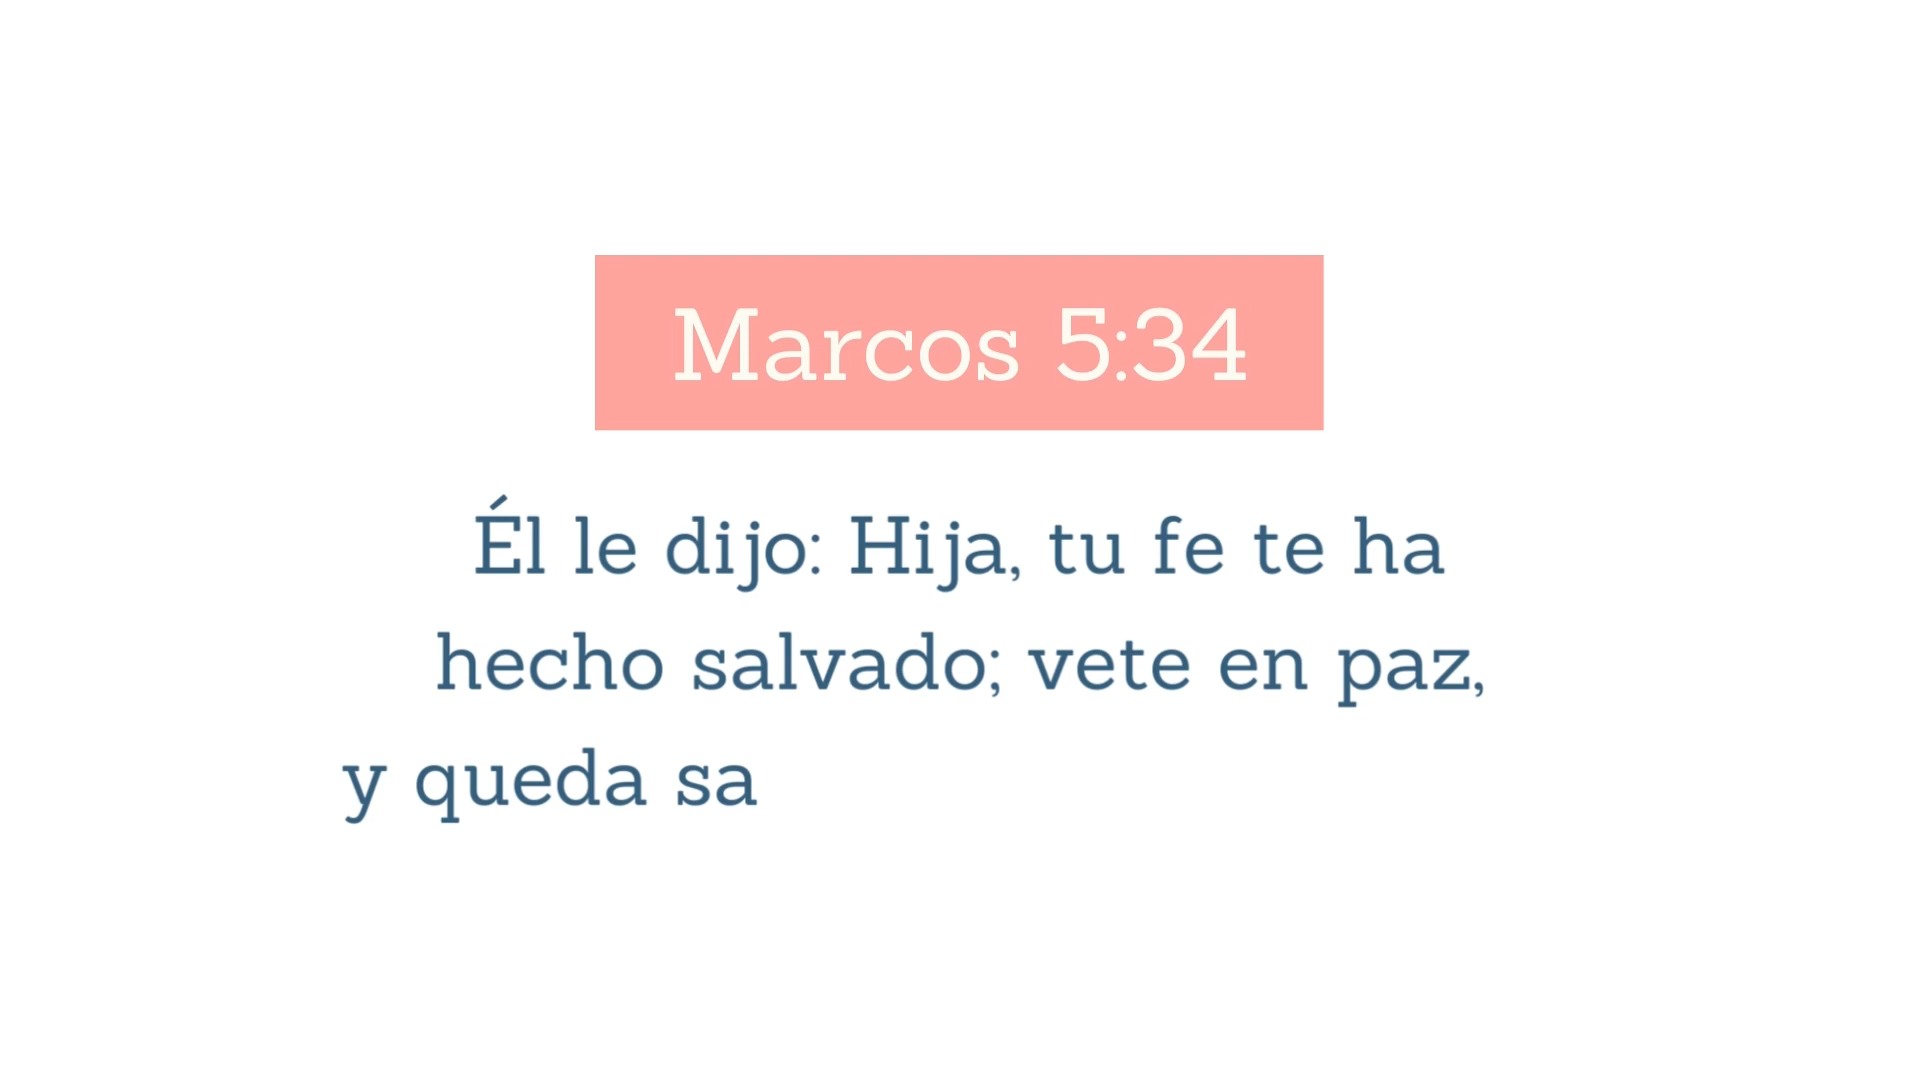 Marcos 5:34
Él le dijo: Hija, tu fe te ha
hecho salvado; vete en paz,
y queda sa